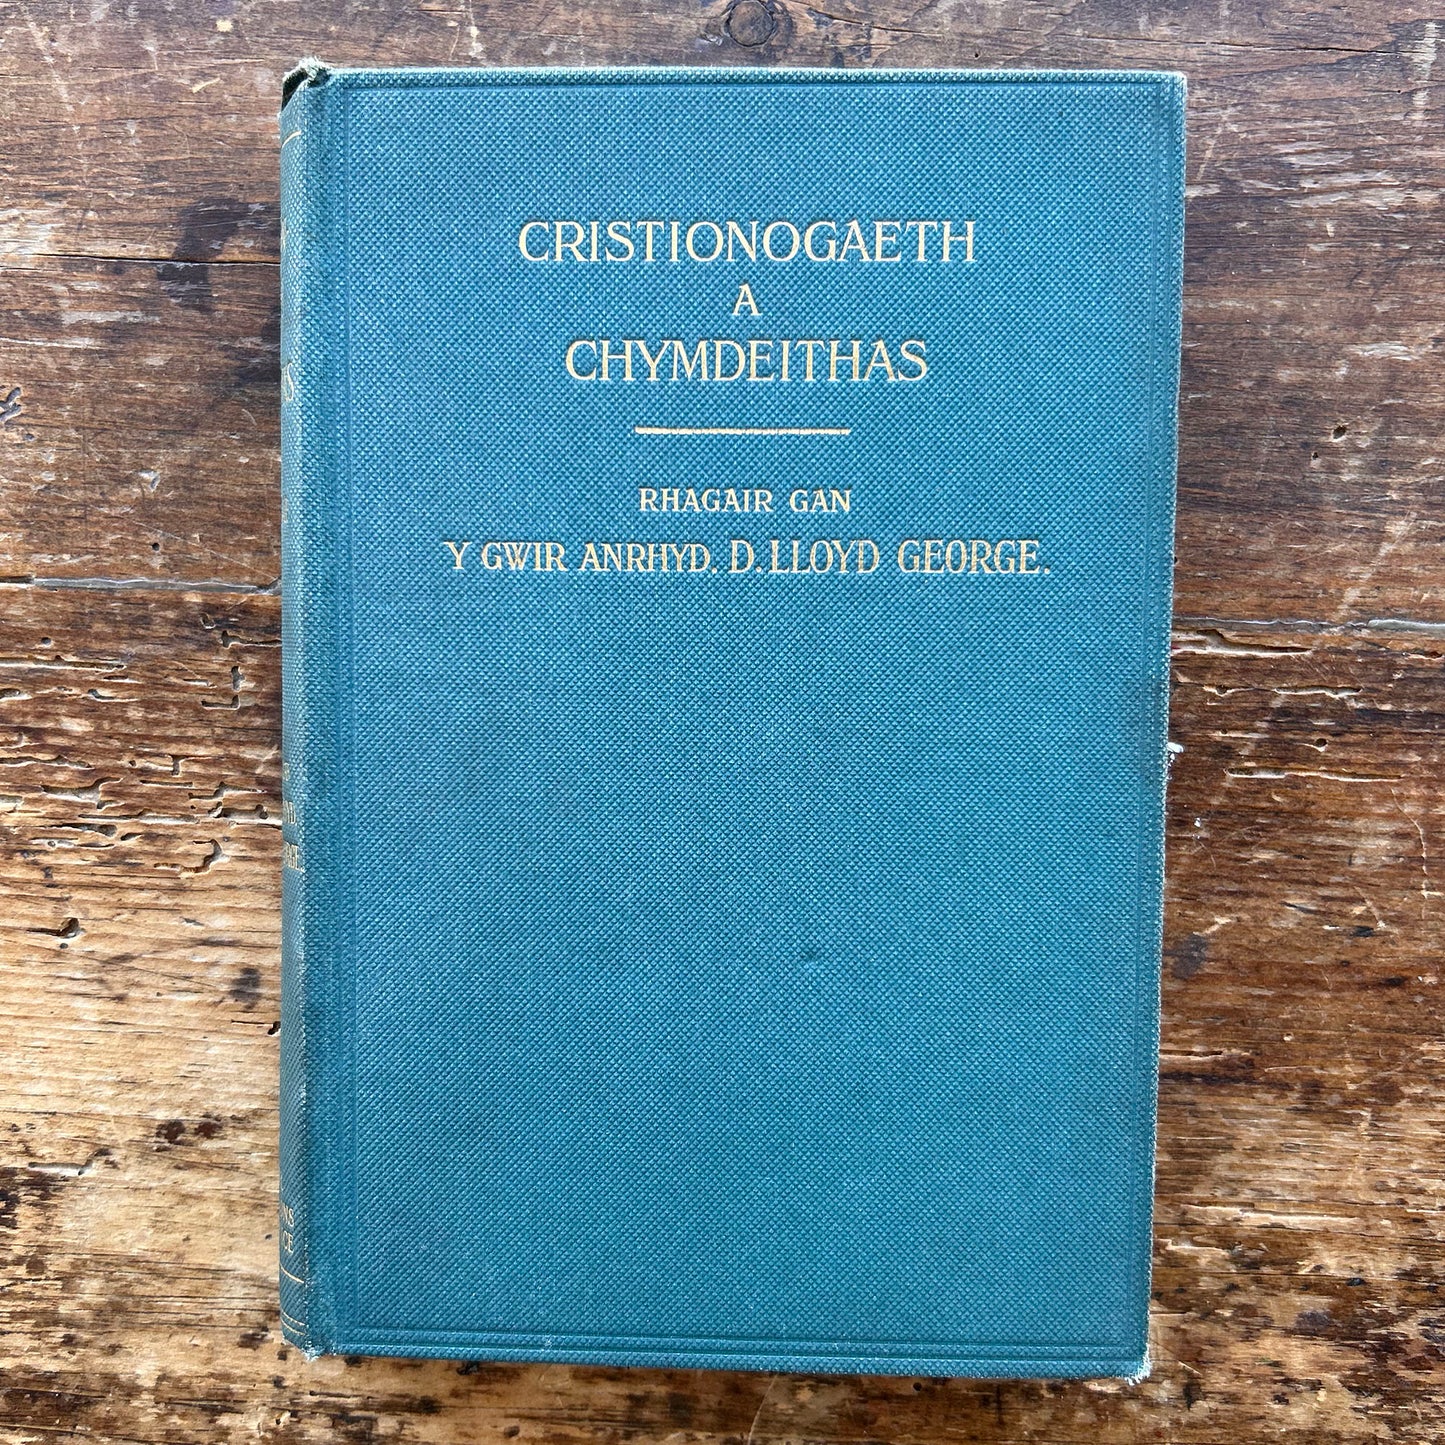 CRISTIONOGAETH
A
CHYMDEITHAS
RHAGAIR GAN
Y GWIR ANRHYD. D. LLOYD GEORGE.